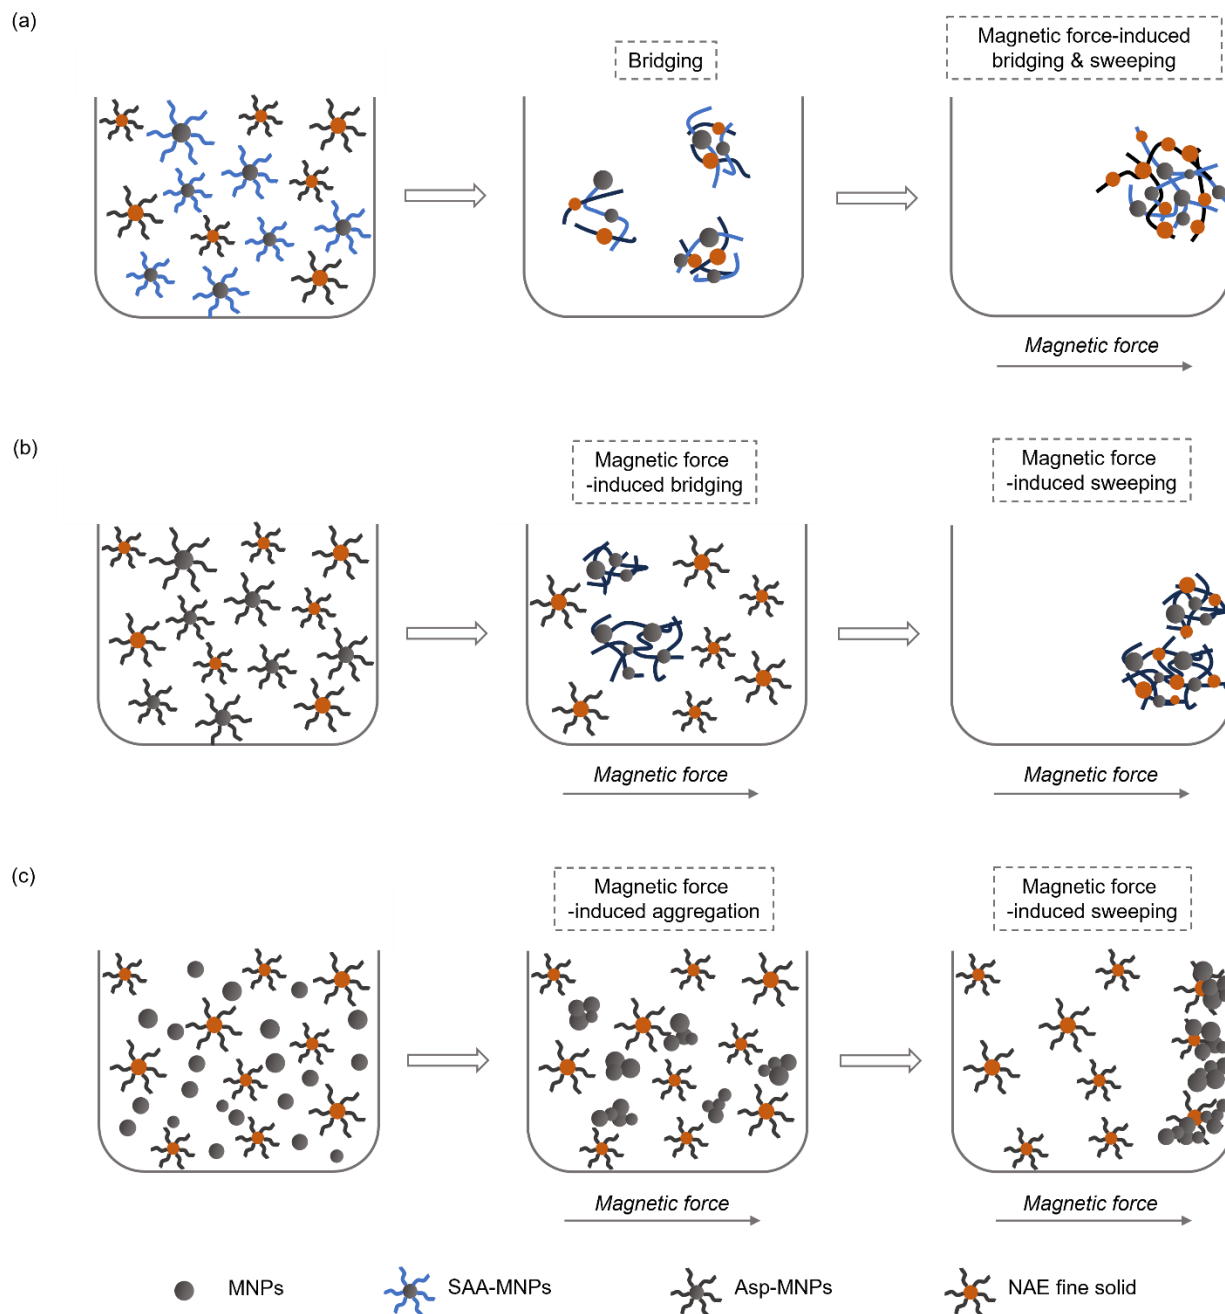 (a)
Bridging
Magnetic force-induced
bridging & sweeping
Magnetic force
(b)
Magnetic force
-induced bridging
Magnetic force
-induced sweeping
Magnetic force
Magnetic force
(c)
Magnetic force
-induced aggregation
Magnetic force
-induced sweeping
Magnetic force
Magnetic force
MNPs
SAA-MNPs
Asp-MNPs
NAE fine solid